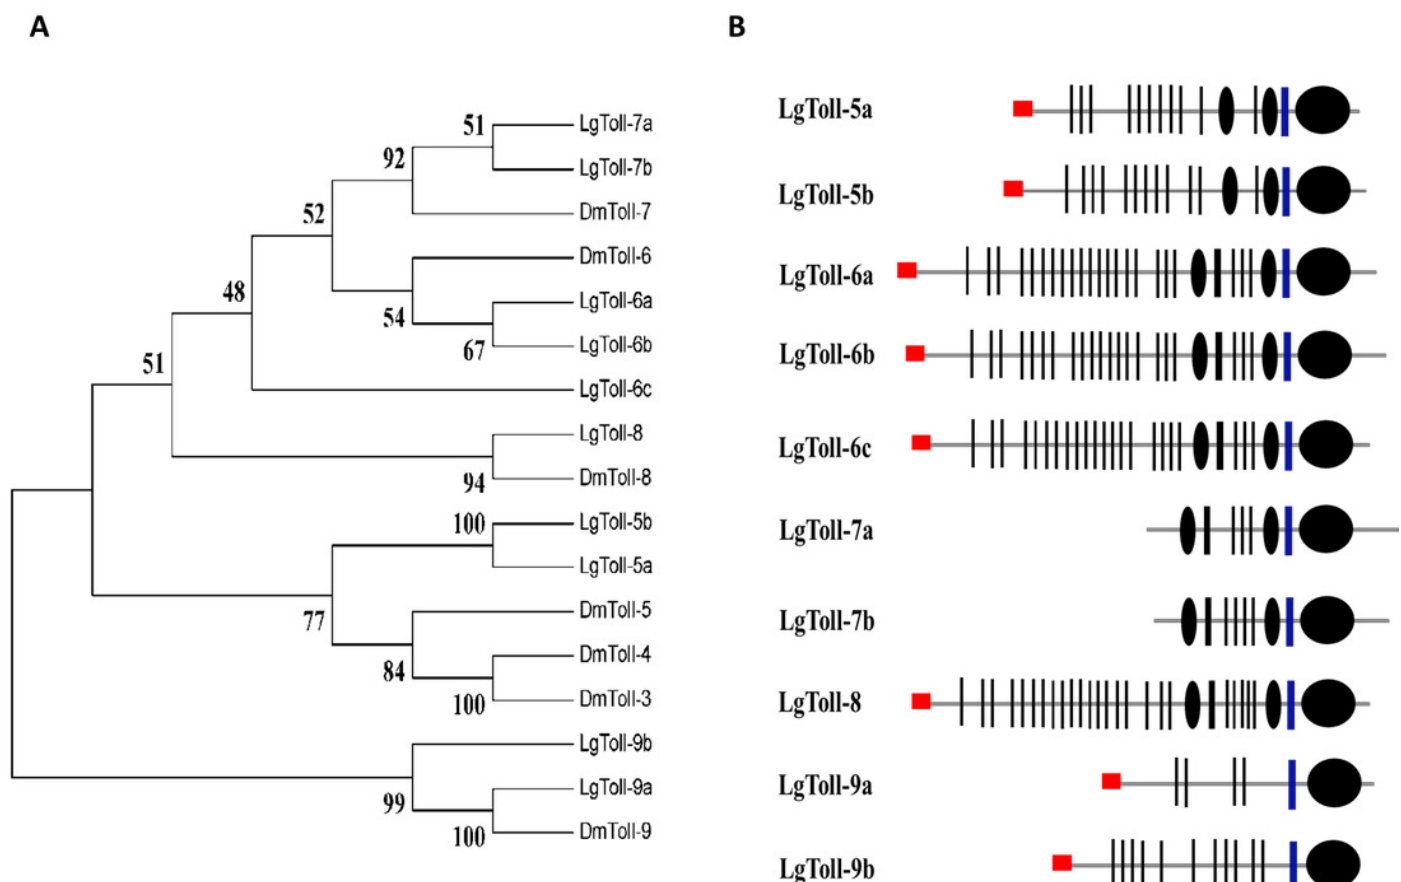 A
51
LgToll-7a
92
LgToll-7b
52
DmToll-7
DmToll-6
48
LgToll-6a
54
LgToll-6b
67
51
LgToll-6c
LgToll-8
94
DmToll-8
100
LgToll-5b
LgToll-5a
77
DmToll-5
84
DmToll-4
100
DmToll-3
LgToll-9b
99
LgToll-9a
100
DmToll-9
B
LgToll-5a
LgToll-5b
LgToll-6a
LgToll-6b
LgToll-6c
LgToll-7a
LgToll-7b
LgToll-8
LgToll-9a
LgToll-9b